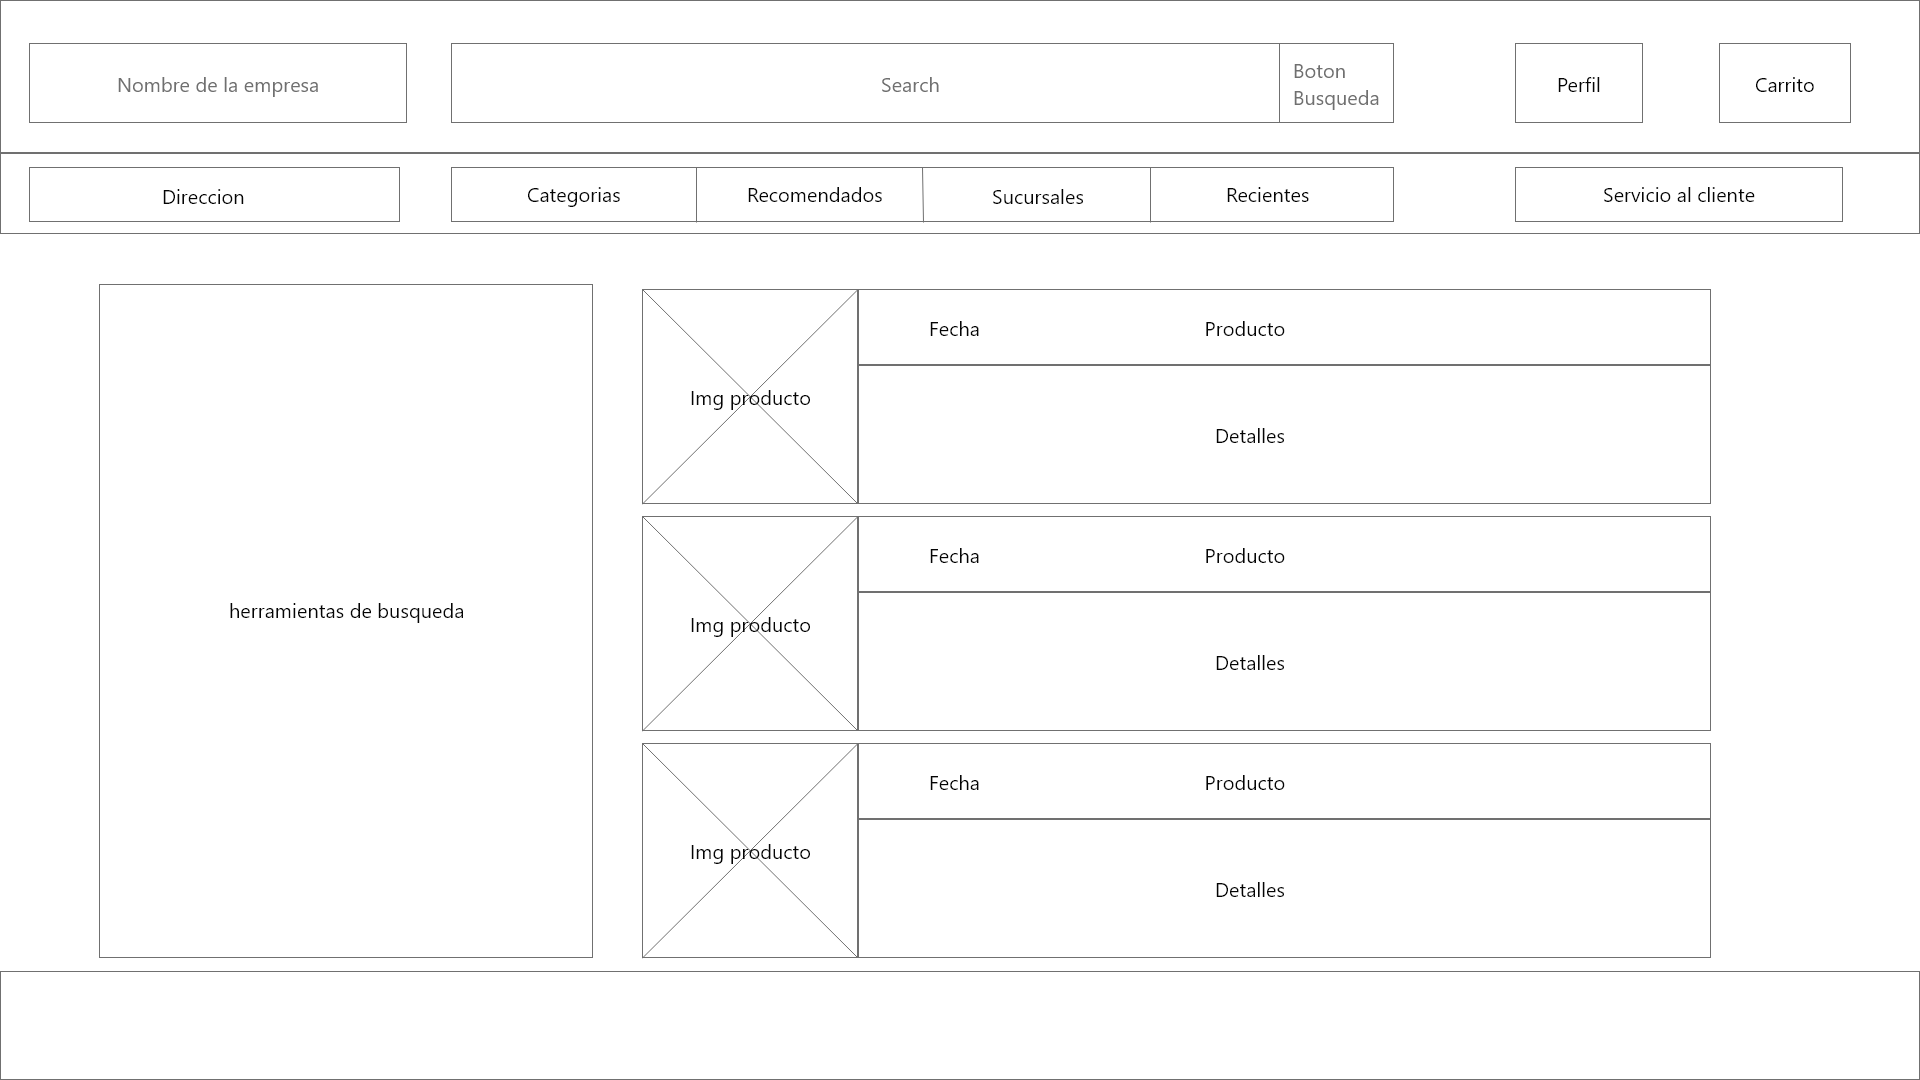 Nombre de la empresa
Search
Boton
Busqueda
Perfil
Carrito
Direccion
Categorias
Recomendados
Sucursales
Recientes
Servicio al cliente
herramientas de busqueda
Img producto
Fecha
Producto
Detalles
Img producto
Fecha
Producto
Detalles
Img producto
Fecha
Producto
Detalles